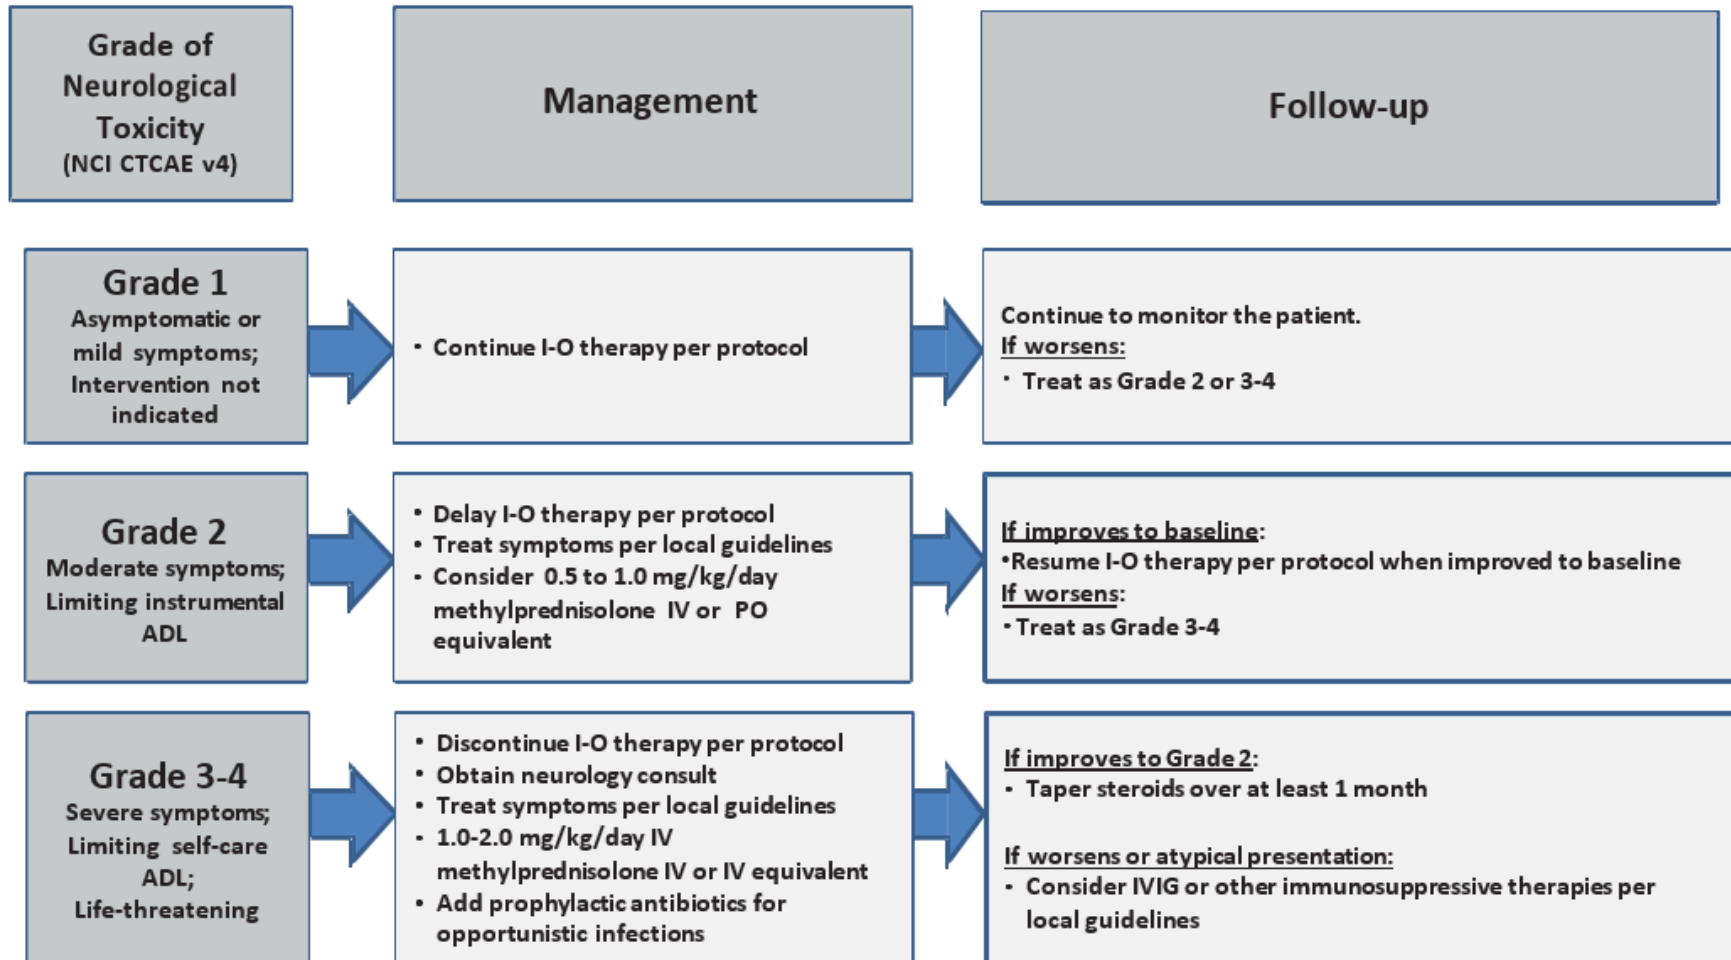 Grade of
Neurological
Toxicity
(NCI CTCAE v4)
Management
Follow-up
Grade 1
Asymptomatic or
mild symptoms;
Intervention not
indicated
• Continue I-O therapy per protocol
Continue to monitor the patient.
If worsens:
• Treat as Grade 2 or 3-4
Grade 2
Moderate symptoms;
Limiting instrumental
ADL
• Delay I-O therapy per protocol
• Treat symptoms per local guidelines
• Consider 0.5 to 1.0 mg/kg/day
methylprednisolone IV or PO
equivalent
If improves to baseline:
•Resume I-O therapy per protocol when improved to baseline
If worsens:
• Treat as Grade 3-4
Grade 3-4
Severe symptoms;
Limiting self-care
ADL;
Life-threatening
• Discontinue I-O therapy per protocol
• Obtain neurology consult
• Treat symptoms per local guidelines
• 1.0-2.0 mg/kg/day IV
methylprednisolone IV or IV equivalent
• Add prophylactic antibiotics for
opportunistic infections
If improves to Grade 2:
• Taper steroids over at least 1 month
If worsens or atypical presentation:
• Consider IVIG or other immunosuppressive therapies per
local guidelines